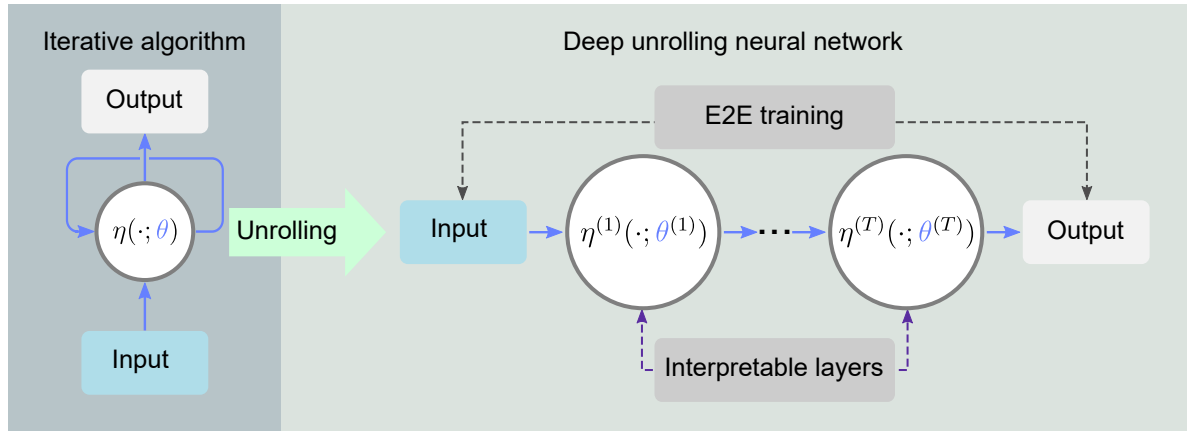 Iterative algorithm
Output
η(·; θ)
Input
Unrolling
Deep unrolling neural network
E2E training
Input
η⁽¹⁾(·; θ⁽¹⁾)
···
η⁽ᵀ⁾(·; θ⁽ᵀ⁾)
Output
Interpretable layers